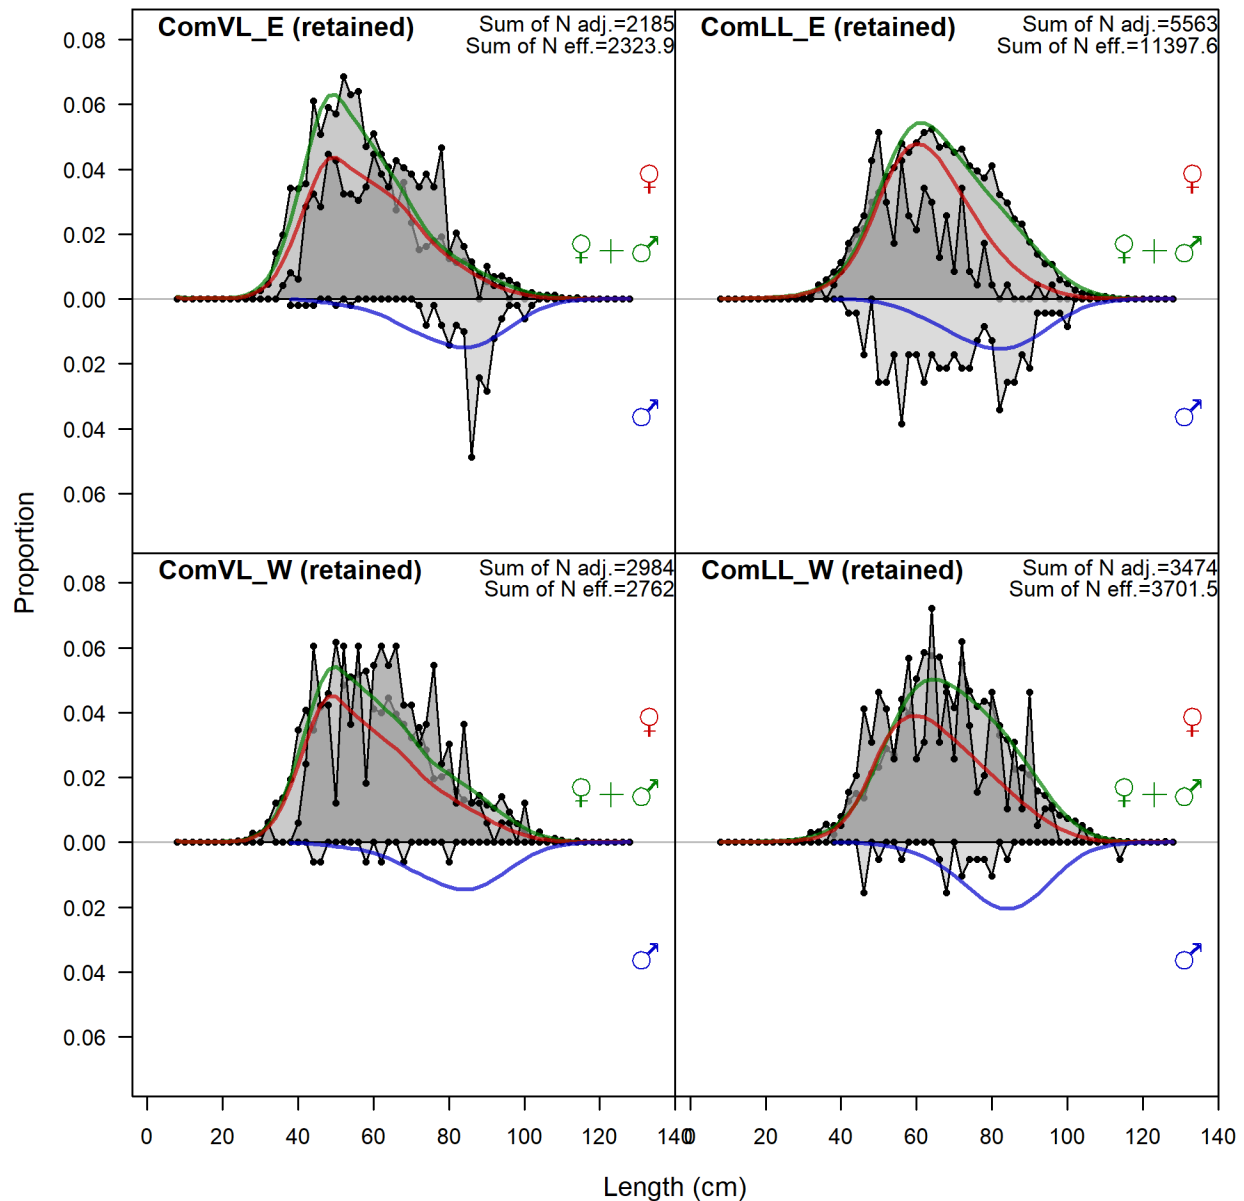 ComVL_E (retained)
Sum of N adj.=2185
Sum of N eff.=2323.9
ComLL_E (retained)
Sum of N adj.=5563
Sum of N eff.=11397.6
0.08
0.06
0.04
0.02
0.00
0.02
0.04
0.06
♀
♀+♂
♂
♀
♀+♂
♂
Proportion
ComVL_W (retained)
Sum of N adj.=2984
Sum of N eff.=2762
ComLL_W (retained)
Sum of N adj.=3474
Sum of N eff.=3701.5
0.08
0.06
0.04
0.02
0.00
0.02
0.04
0.06
♀
♀+♂
♂
♀
♀+♂
♂
0 20 40 60 80 100 120 140
0 20 40 60 80 100 120 140
Length (cm)